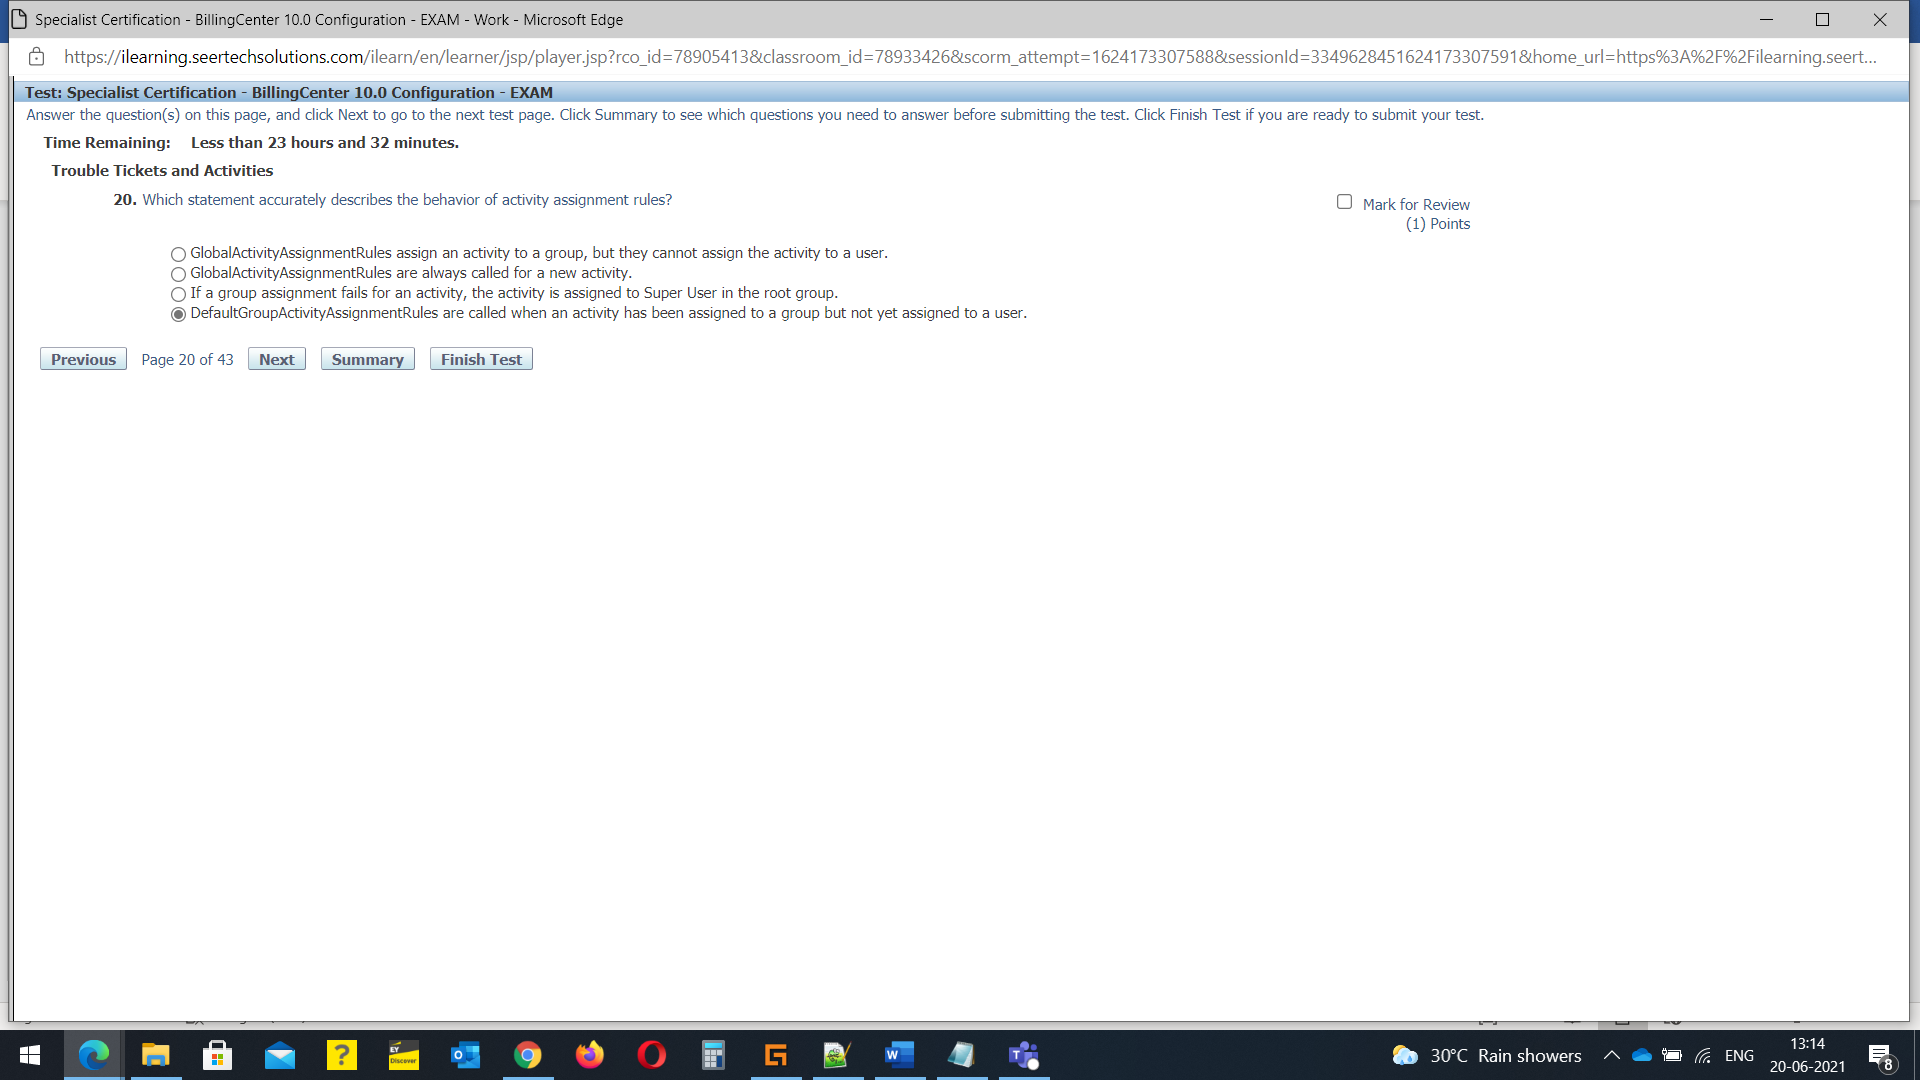 Specialist Certification - BillingCenter 10.0 Configuration - EXAM - Work - Microsoft Edge
https://ilearning.seertechsolutions.com/ilearn/en/learner/jsp/player.jsp?rco_id=78905413&classroom_id=78933426&scorm_attempt=1624173307588&sessionId=3349628451624173307591&home_url=https%3A%2F%2Filearning.seert...
Test: Specialist Certification - BillingCenter 10.0 Configuration - EXAM
Answer the question(s) on this page, and click Next to go to the next test page. Click Summary to see which questions you need to answer before submitting the test. Click Finish Test if you are ready to submit your test.
Time Remaining: Less than 23 hours and 32 minutes.
Trouble Tickets and Activities
20. Which statement accurately describes the behavior of activity assignment rules?
Mark for Review
(1) Points
GlobalActivityAssignmentRules assign an activity to a group, but they cannot assign the activity to a user.
GlobalActivityAssignmentRules are always called for a new activity.
If a group assignment fails for an activity, the activity is assigned to Super User in the root group.
DefaultGroupActivityAssignmentRules are called when an activity has been assigned to a group but not yet assigned to a user.
Previous Page 20 of 43 Next Summary Finish Test
EY
Discover
30°C Rain showers
ENG
13:14
20-06-2021
8